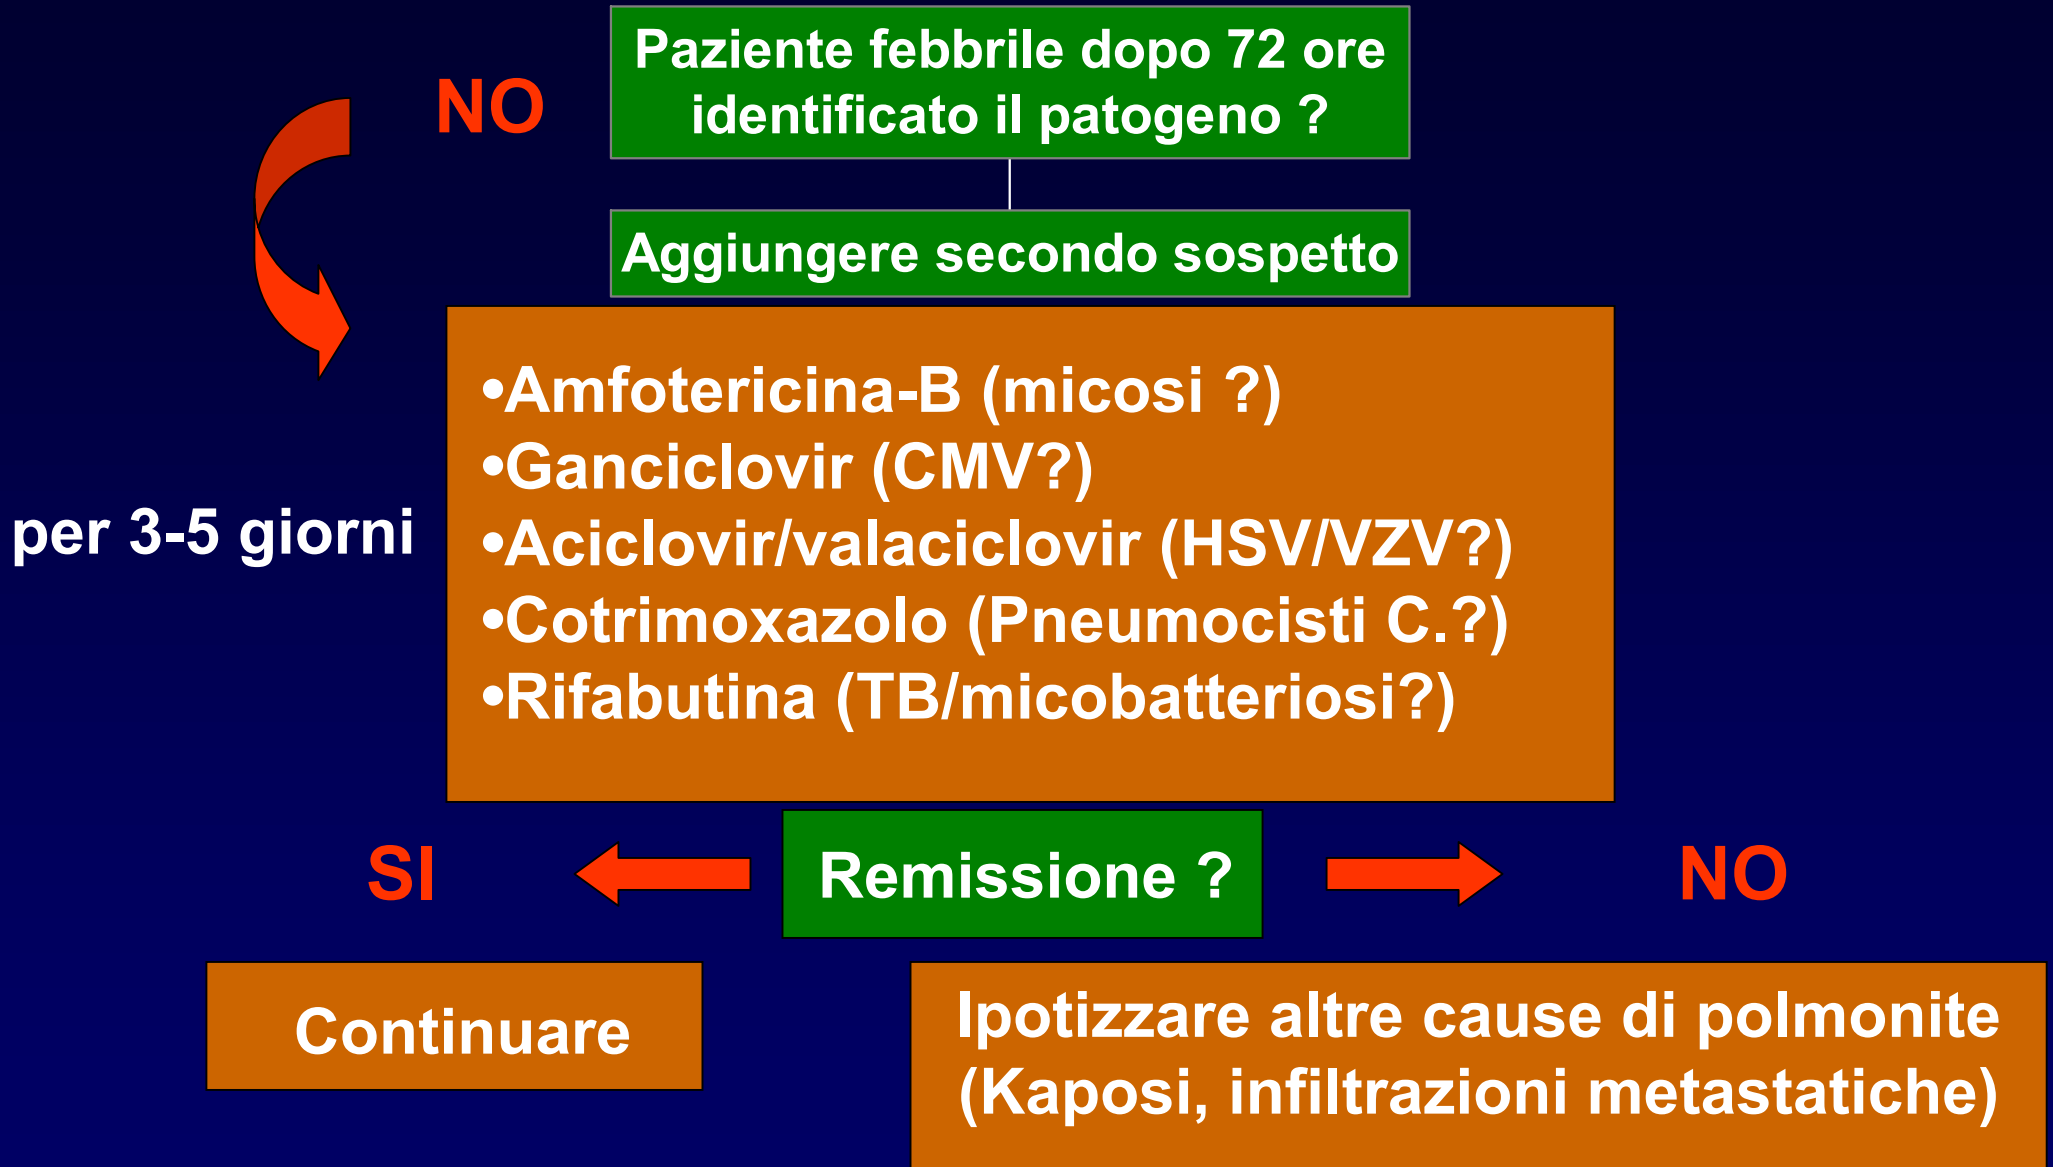 NO
Paziente febbrile dopo 72 ore
identificato il patogeno ?
Aggiungere secondo sospetto
per 3-5 giorni
•Amfotericina-B (micosi ?)
•Ganciclovir (CMV?)
•Aciclovir/valaciclovir (HSV/VZV?)
•Cotrimoxazolo (Pneumocisti C.?)
•Rifabutina (TB/micobatteriosi?)
SI
Remissione ?
NO
Continuare
Ipotizzare altre cause di polmonite
(Kaposi, infiltrazioni metastatiche)